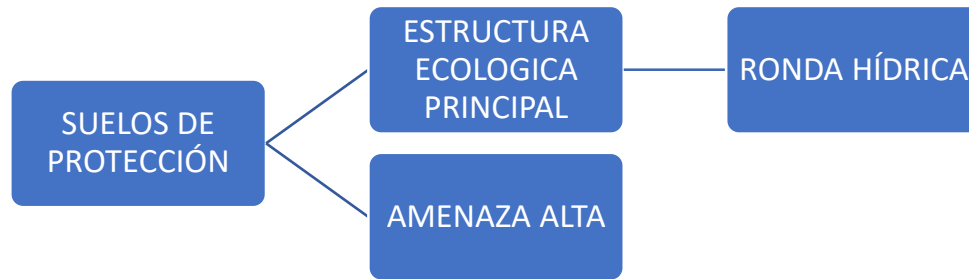 SUELOS DE
PROTECCIÓN
ESTRUCTURA
ECOLOGICA
PRINCIPAL
RONDA HÍDRICA
AMENAZA ALTA